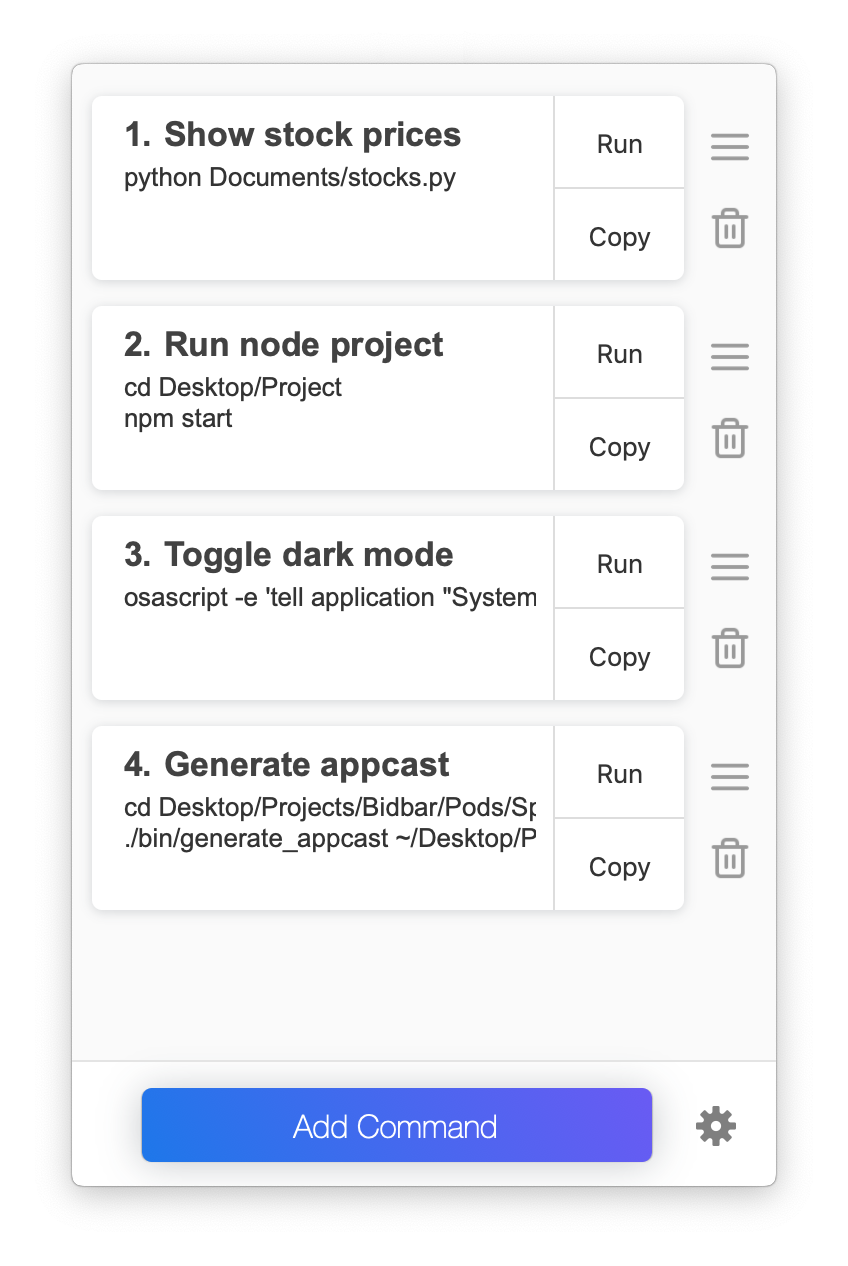 1. Show stock prices
python Documents/stocks.py
Run
Copy
2. Run node project
cd Desktop/Project
npm start
Run
Copy
3. Toggle dark mode
osascript -e 'tell application "System
Run
Copy
4. Generate appcast
cd Desktop/Projects/Bidbar/Pods/Sp
./bin/generate_appcast ~/Desktop/P
Run
Copy
Add Command